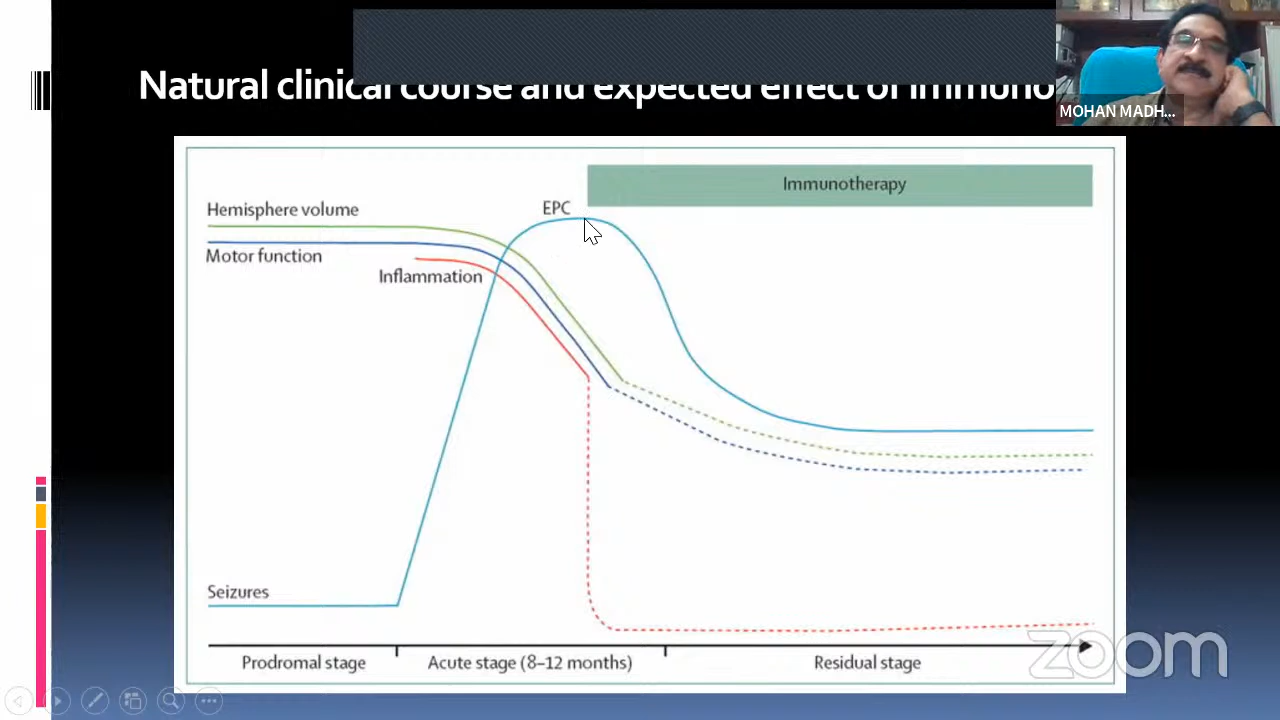 Natural clinical course and expected effect of immuno
MOHAN MADH...
Immunotherapy
EPC
Hemisphere volume
Motor function
Inflammation
Seizures
Prodromal stage
Acute stage (8–12 months)
Residual stage
zoom